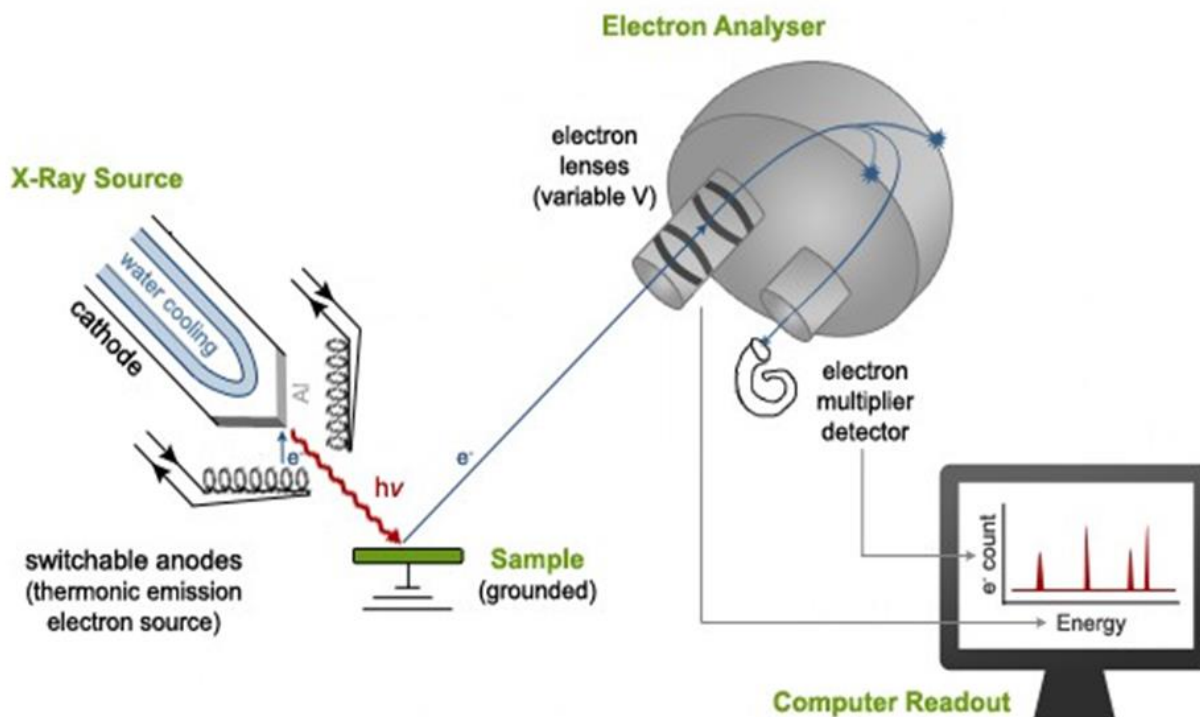 Electron Analyser
electron
lenses
(variable V)
X-Ray Source
water cooling
cathode
Al
e-
hν
e-
switchable anodes
(thermonic emission
electron source)
Sample
(grounded)
electron
multiplier
detector
e- count
Energy
Computer Readout